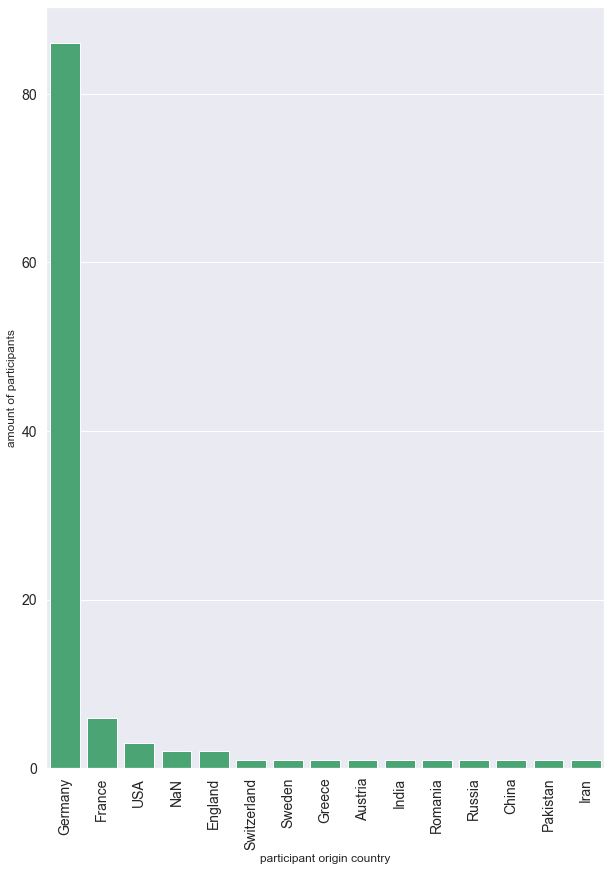 80
60
40
20
0
amount of participants
Germany
France
USA
NaN
England
Switzerland
Sweden
Greece
Austria
India
Romania
Russia
China
Pakistan
Iran
participant origin country